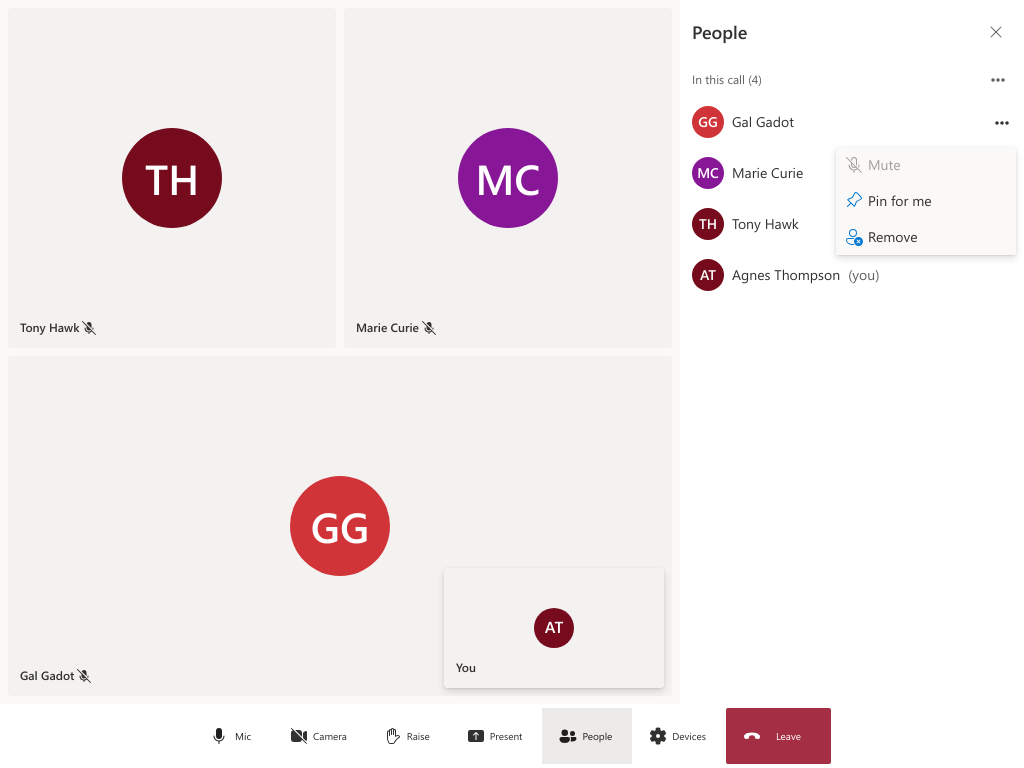 TH
Tony Hawk
MC
Marie Curie
GG
Gal Gadot
AT
You
People
In this call (4)
GG Gal Gadot
MC Marie Curie
TH Tony Hawk
AT Agnes Thompson (you)
Mute
Pin for me
Remove
Mic Camera Raise Present People Devices Leave